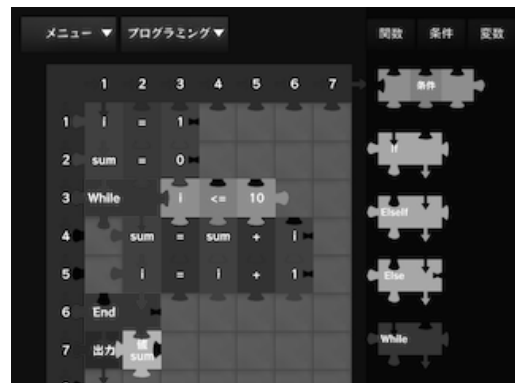 メニュー ▼ プログラミング▼ 関数 条件 変数
1 2 3 4 5 6 7
1 i = 1
2 sum = 0
3 While i <= 10
4 sum = sum + i
5 i = i + 1
6 End
7 出力 値 sum
条件
If
ElseIf
Else
While